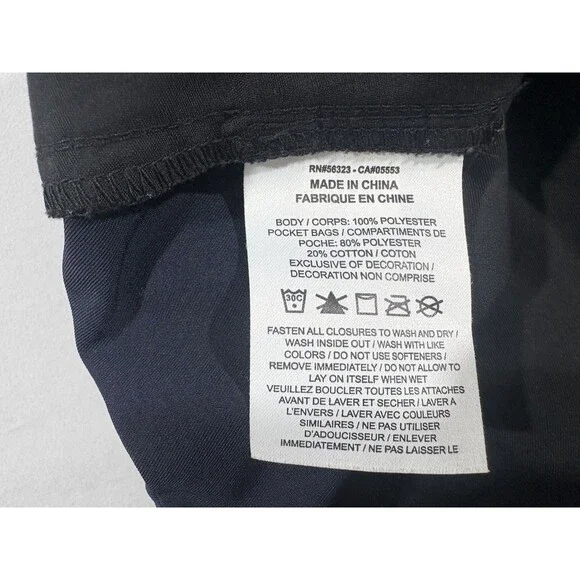 RN#56323 - CA#05553
MADE IN CHINA
FABRIQUE EN CHINE
BODY / CORPS: 100% POLYESTER
POCKET BAGS / COMPARTIMENTS DE
POCHE: 80% POLYESTER
20% COTTON / COTON
EXCLUSIVE OF DECORATION /
DECORATION NON COMPRISE
30C
FASTEN ALL CLOSURES TO WASH AND DRY /
WASH INSIDE OUT / WASH WITH LIKE
COLORS / DO NOT USE SOFTENERS /
REMOVE IMMEDIATELY / DO NOT ALLOW TO
LAY ON ITSELF WHEN WET
VEUILLEZ BOUCLER TOUTES LES ATTACHES
AVANT DE LAVER ET SECHER / LAVER A
L'ENVERS / LAVER AVEC COULEURS
SIMILAIRES / NE PAS UTILISER
D'ADOUCISSEUR / ENLEVER
IMMEDIATEMENT / NE PAS LAISSER LE